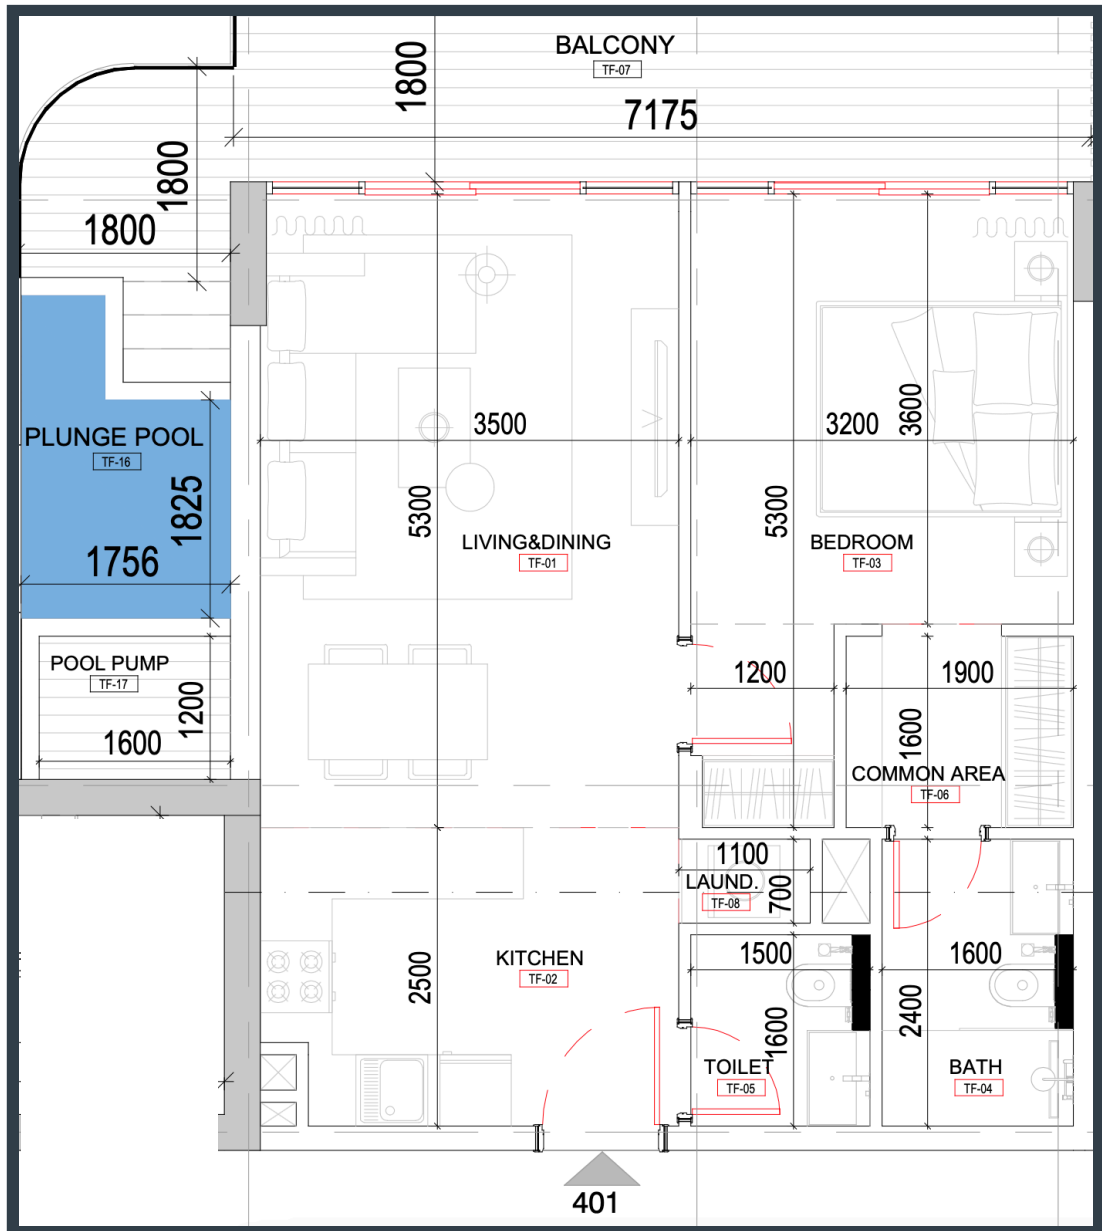 BALCONY
TF-07
1800
7175
1800
1800
PLUNGE POOL
TF-16
1825
1756
POOL PUMP
TF-17
1200
1600
3500
5300
LIVING&DINING
TF-01
3200
3600
5300
BEDROOM
TF-03
1200
1900
1600
COMMON AREA
TF-06
1100
LAUND.
TF-08
700
KITCHEN
TF-02
2500
1500
1600
TOILET
TF-05
1600
2400
BATH
TF-04
401